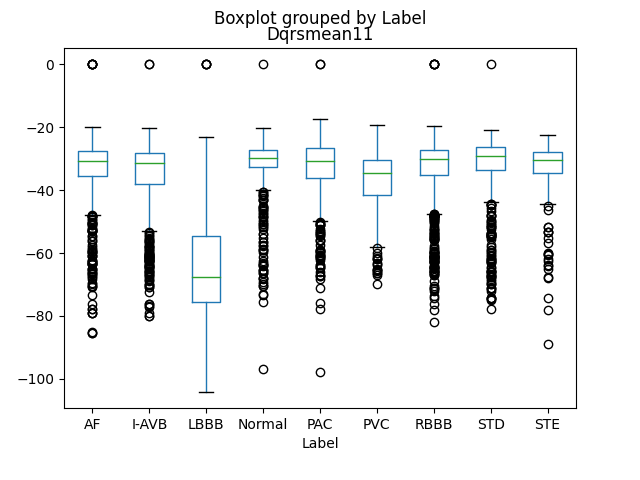 Boxplot grouped by Label
Dqrsmean11
0
−20
−40
−60
−80
−100
AF I-AVB LBBB Normal PAC PVC RBBB STD STE
Label